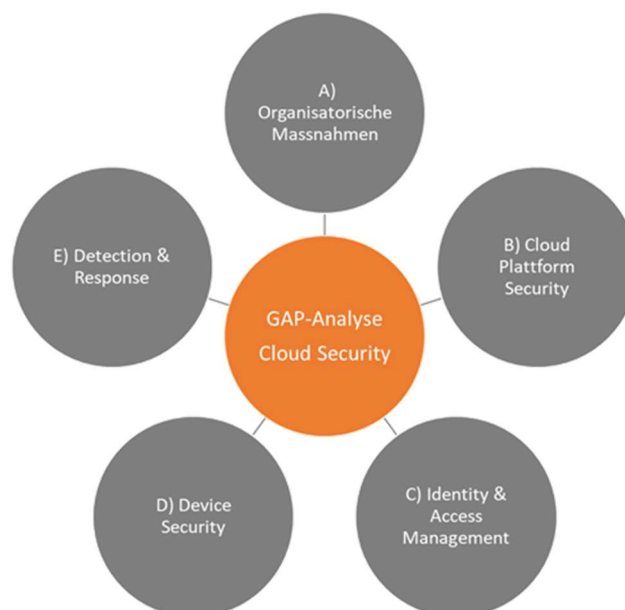 A)
Organisatorische
Massnahmen
B) Cloud
Plattform
Security
C) Identity &
Access
Management
D) Device
Security
E) Detection &
Response
GAP-Analyse
Cloud Security